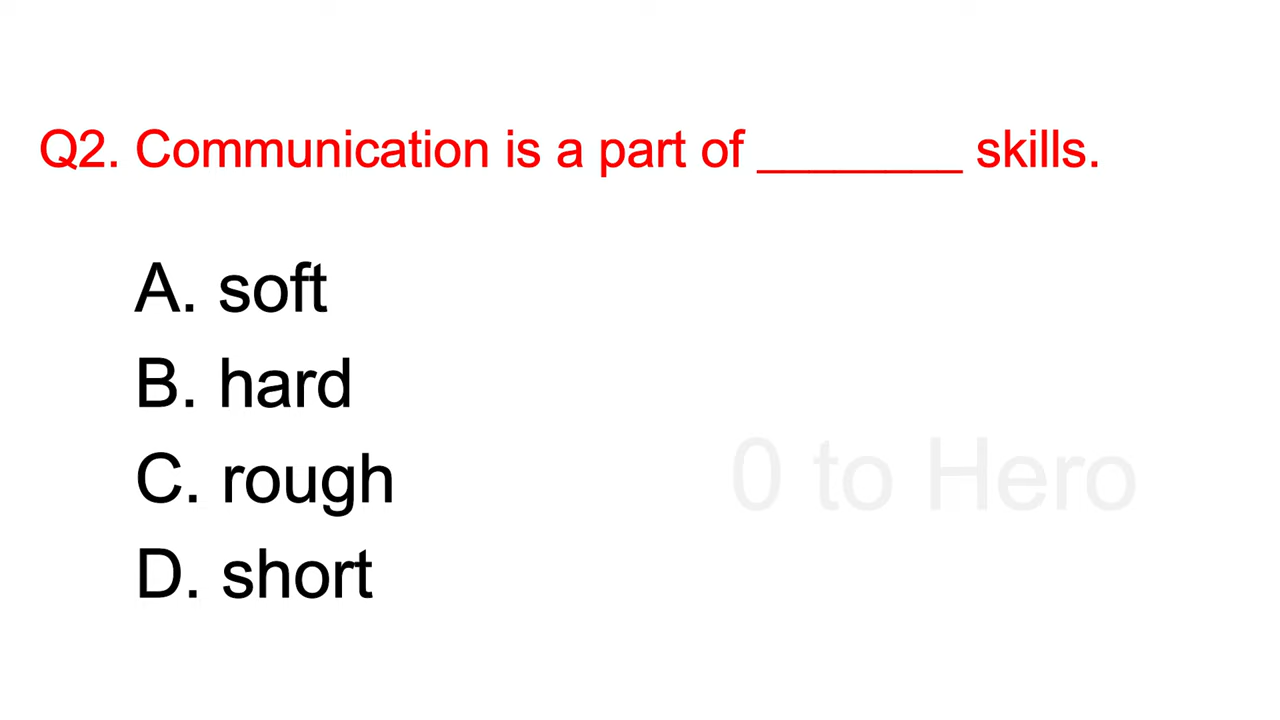 Q2. Communication is a part of ________ skills.
A. soft
B. hard
C. rough
0 to Hero
D. short